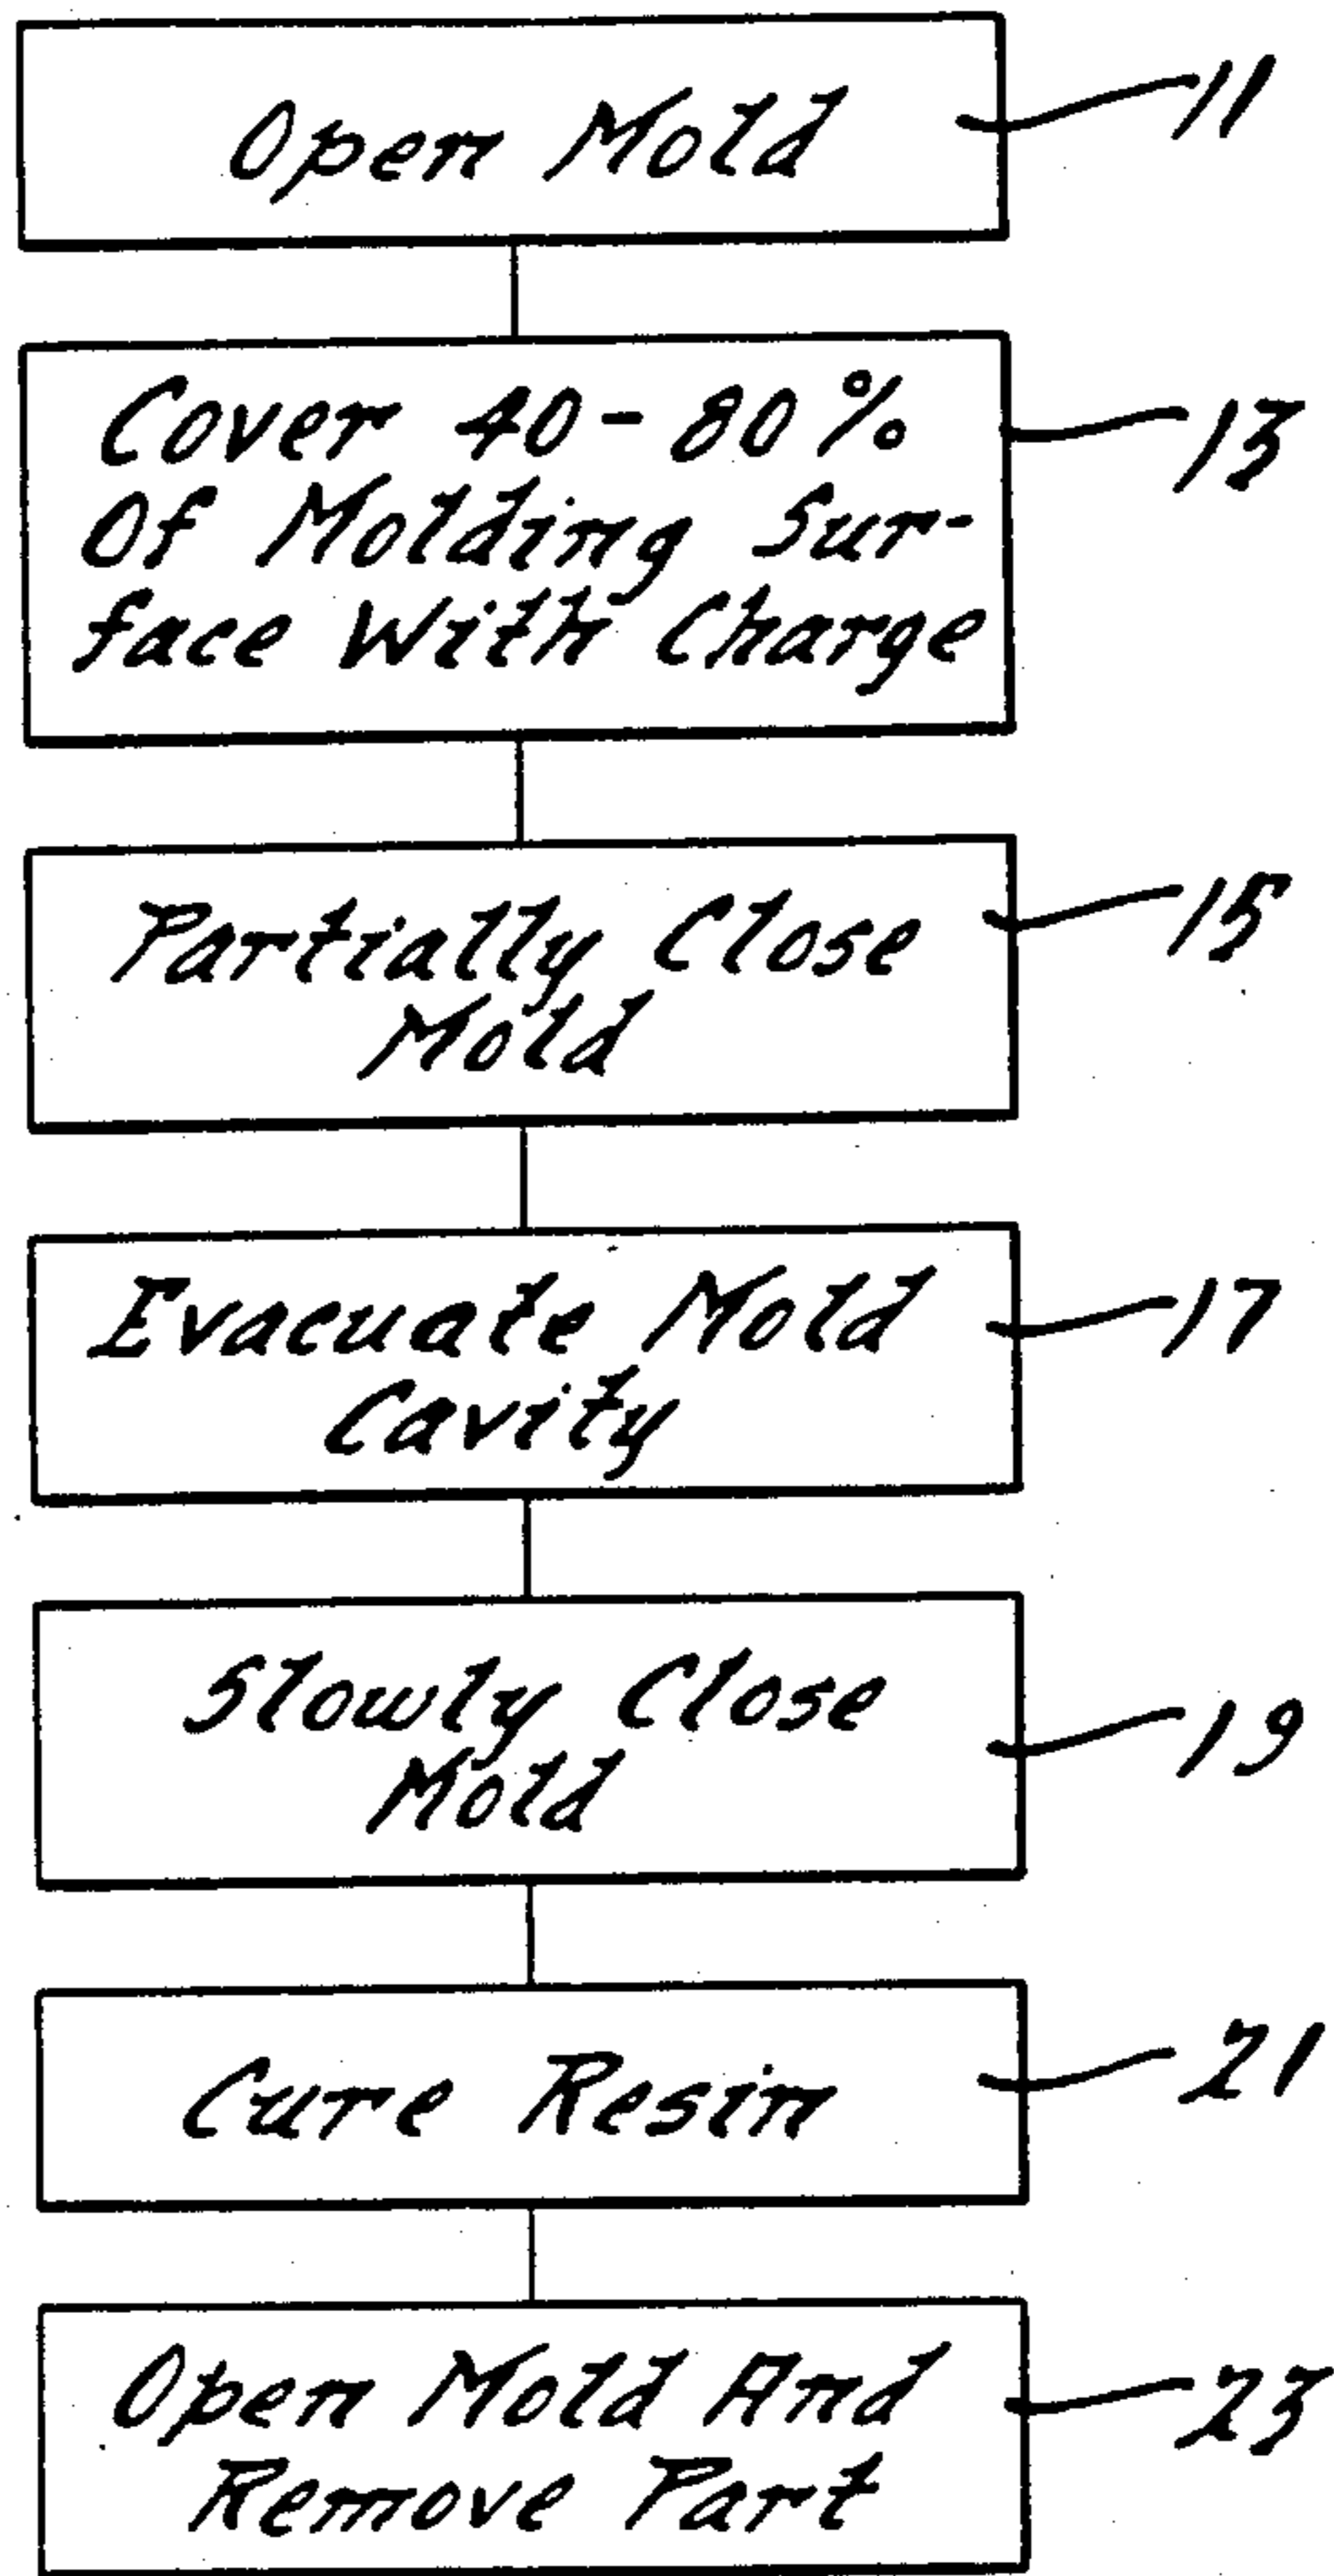 Open Mold
11
Cover 40-80%
Of Molding Sur-
face With Charge
13
Partially Close
Mold
15
Evacuate Mold
Cavity
17
Slowly Close
Mold
19
Cure Resin
21
Open Mold And
Remove Part
23